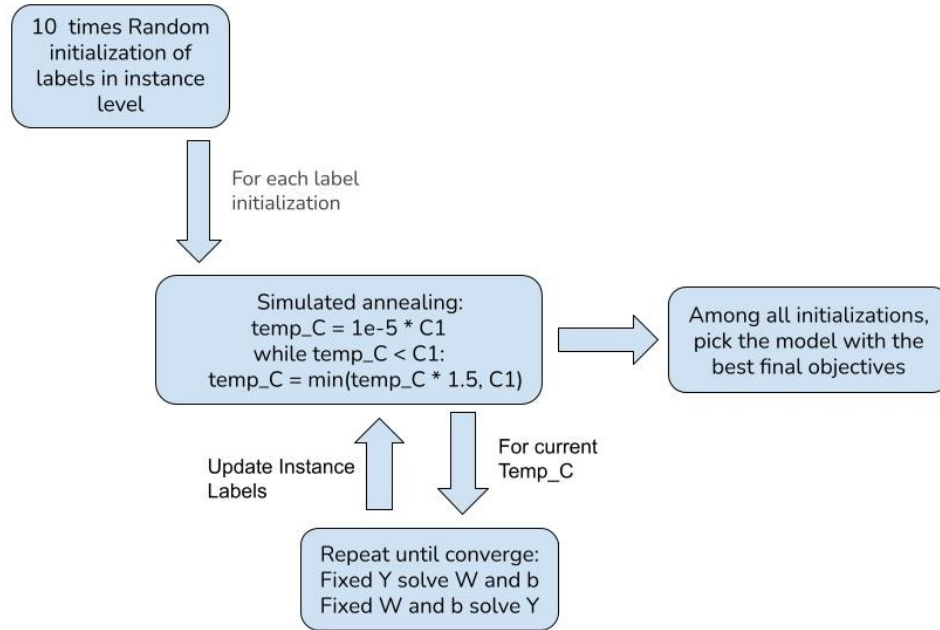 10 times Random
initialization of
labels in instance
level
For each label
initialization
Simulated annealing:
temp_C = 1e-5 * C1
while temp_C < C1:
temp_C = min(temp_C * 1.5, C1)
Among all initializations,
pick the model with the
best final objectives
Update Instance
Labels
For current
Temp_C
Repeat until converge:
Fixed Y solve W and b
Fixed W and b solve Y